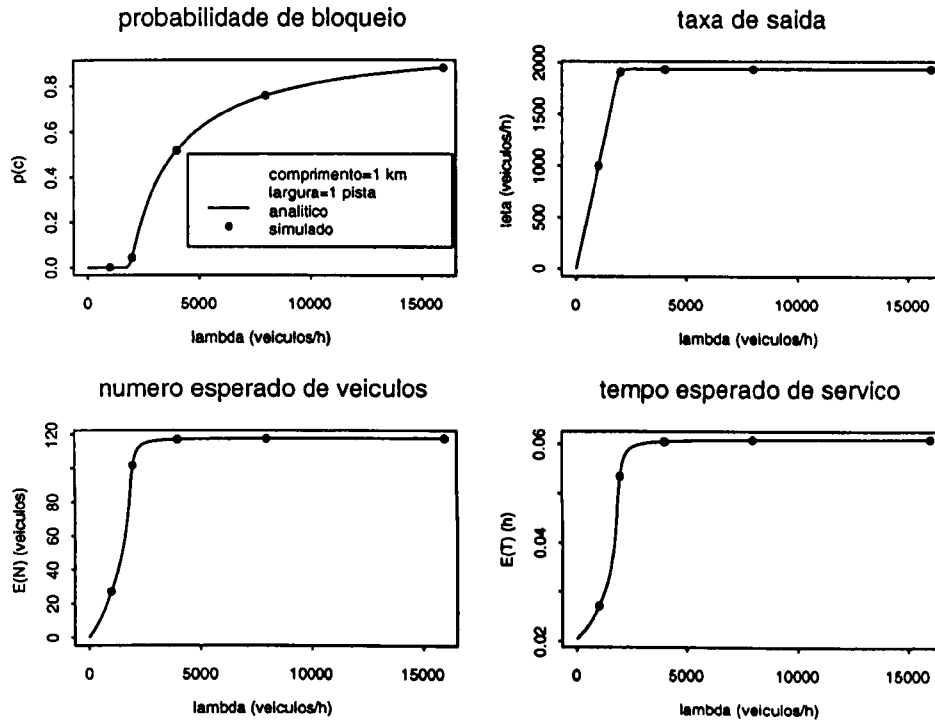 probabilidade de bloqueio
p(c)
0.8
0.6
0.4
0.2
0.0
comprimento=1 km
largura=1 pista
analitico
simulado
0 5000 10000 15000
lambda (veiculos/h)
taxa de saida
teta (veiculos/h)
2000
1500
1000
500
0
0 5000 10000 15000
lambda (veiculos/h)
numero esperado de veiculos
E(N) (veiculos)
120
80
60
40
20
0
0 5000 10000 15000
lambda (veiculos/h)
tempo esperado de servico
E(T) (h)
0.06
0.04
0.02
0 5000 10000 15000
lambda (veiculos/h)